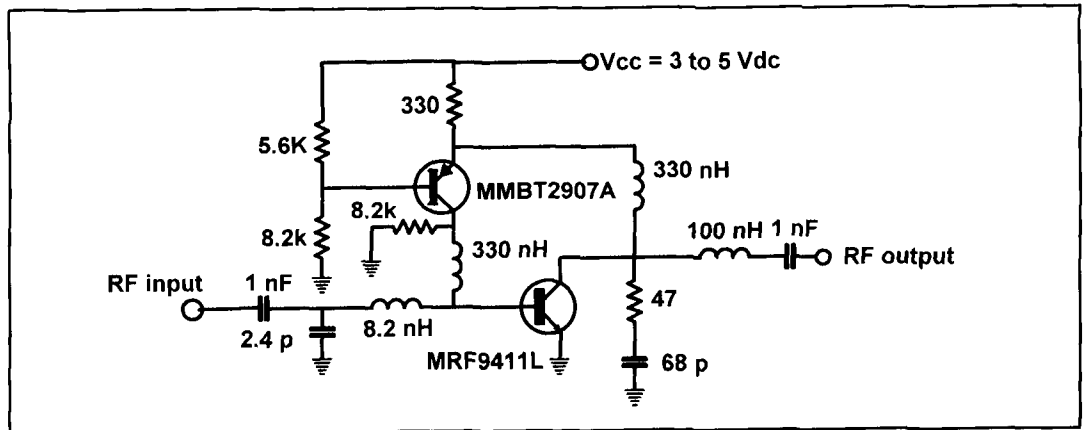 Vcc = 3 to 5 Vdc
330
5.6K
330 nH
MMBT2907A
8.2k
8.2k
330 nH
100 nH 1 nF
RF output
RF input
1 nF
47
2.4 p
8.2 nH
MRF9411L
68 p